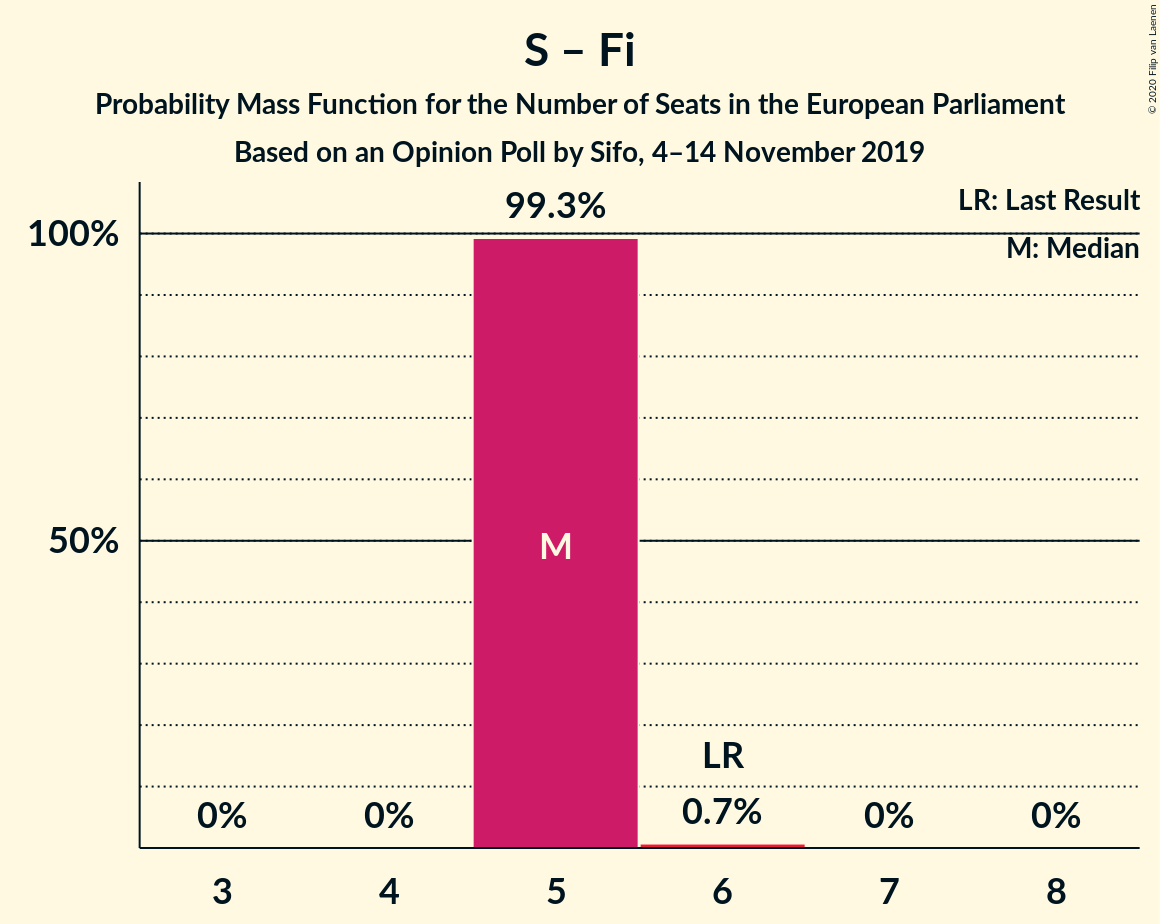 S – Fi
Probability Mass Function for the Number of Seats in the European Parliament
Based on an Opinion Poll by Sifo, 4–14 November 2019
© 2020 Filip van Laenen
LR: Last Result
M: Median
99.3%
100%
50%
M
LR
0%
0%
0.7%
0%
0%
3
4
5
6
7
8